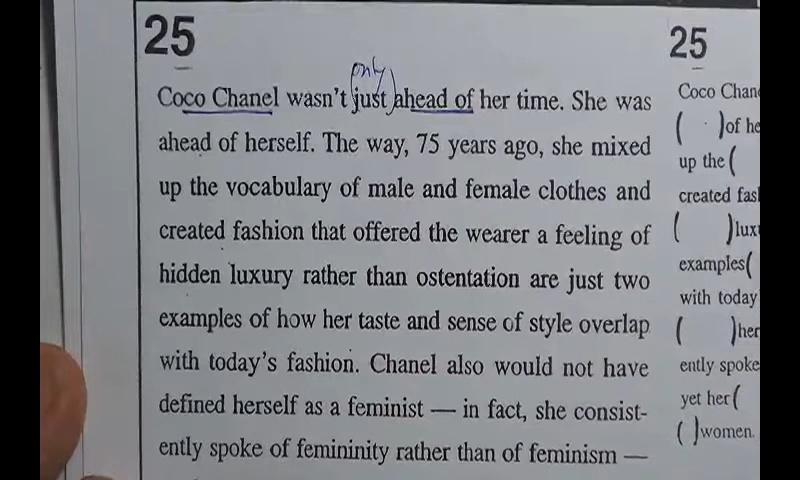 25
only
Coco Chanel wasn't (just) ahead of her time. She was
ahead of herself. The way, 75 years ago, she mixed
up the vocabulary of male and female clothes and
created fashion that offered the wearer a feeling of
hidden luxury rather than ostentation are just two
examples of how her taste and sense of style overlap
with today's fashion. Chanel also would not have
defined herself as a feminist — in fact, she consist-
ently spoke of femininity rather than of feminism —
25
Coco Chan
( )of he
up the (
created fas
( )lux
examples(
with today
( )her
ently spoke
yet her (
( )women.